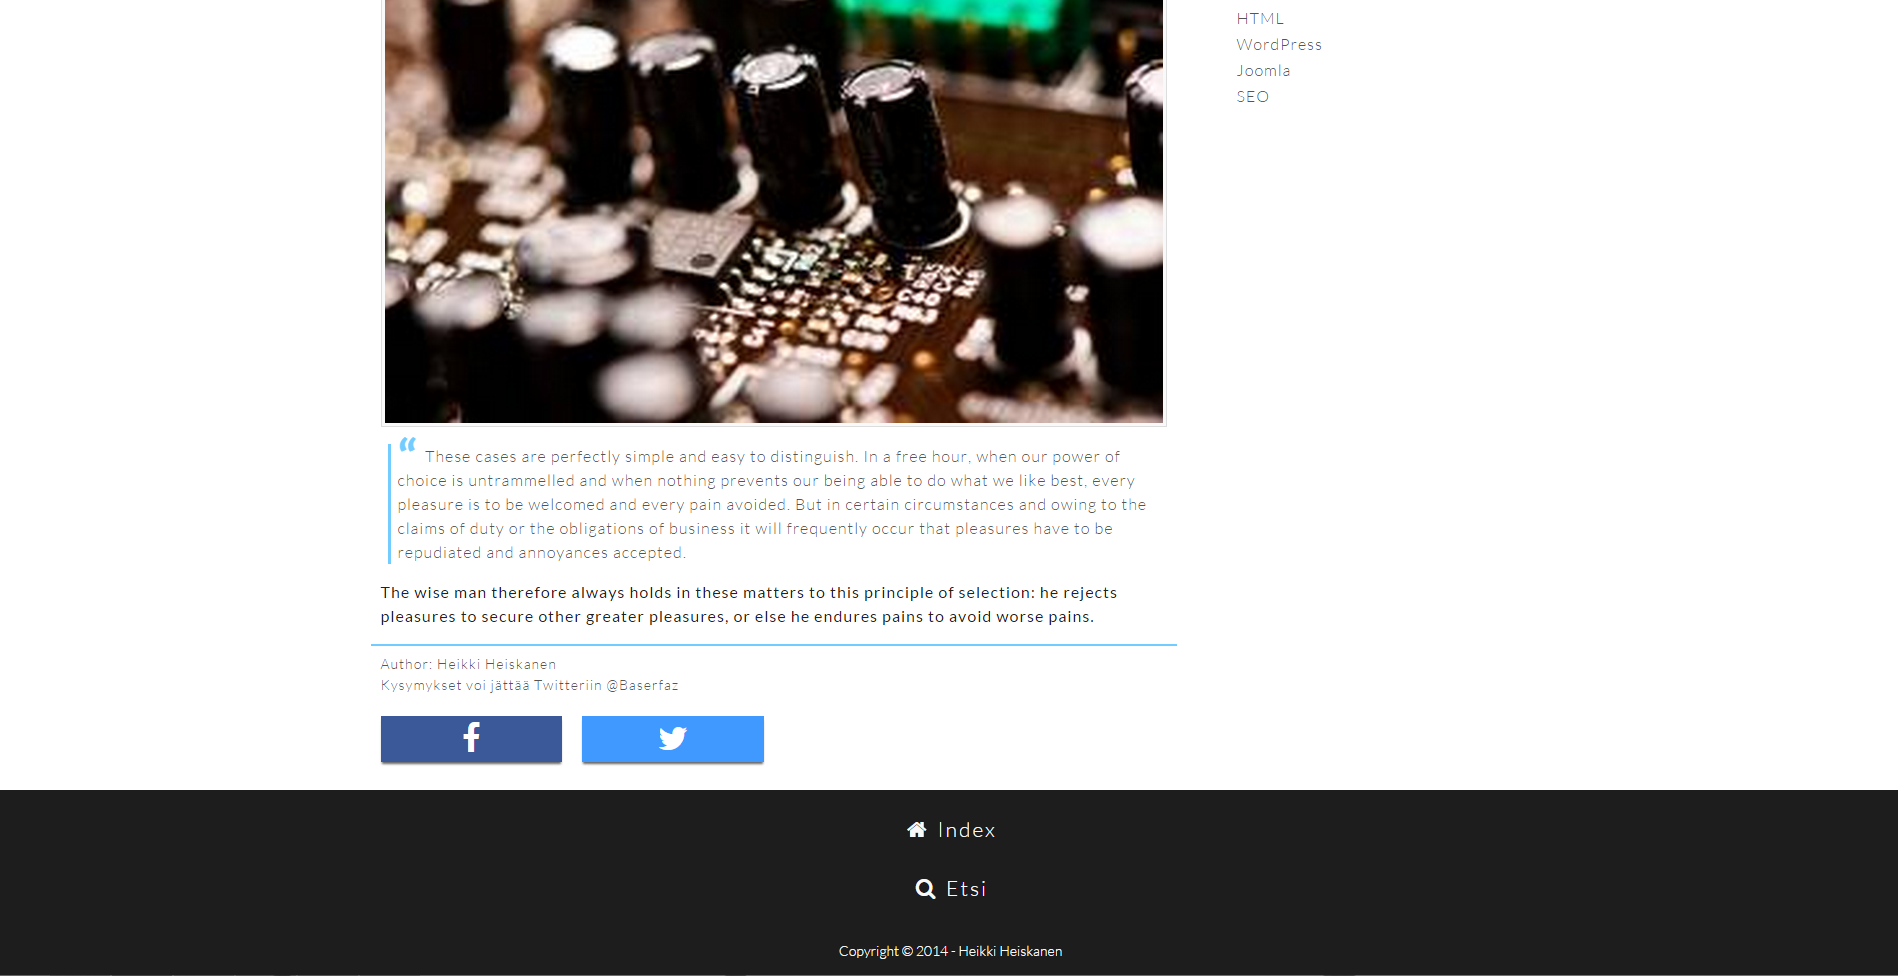 HTML
WordPress
Joomla
SEO
“ These cases are perfectly simple and easy to distinguish. In a free hour, when our power of
choice is untrammelled and when nothing prevents our being able to do what we like best, every
pleasure is to be welcomed and every pain avoided. But in certain circumstances and owing to the
claims of duty or the obligations of business it will frequently occur that pleasures have to be
repudiated and annoyances accepted.
The wise man therefore always holds in these matters to this principle of selection: he rejects
pleasures to secure other greater pleasures, or else he endures pains to avoid worse pains.
Author: Heikki Heiskanen
Kysymykset voi jättää Twitteriin @Baserfaz
Index
Etsi
Copyright © 2014 - Heikki Heiskanen